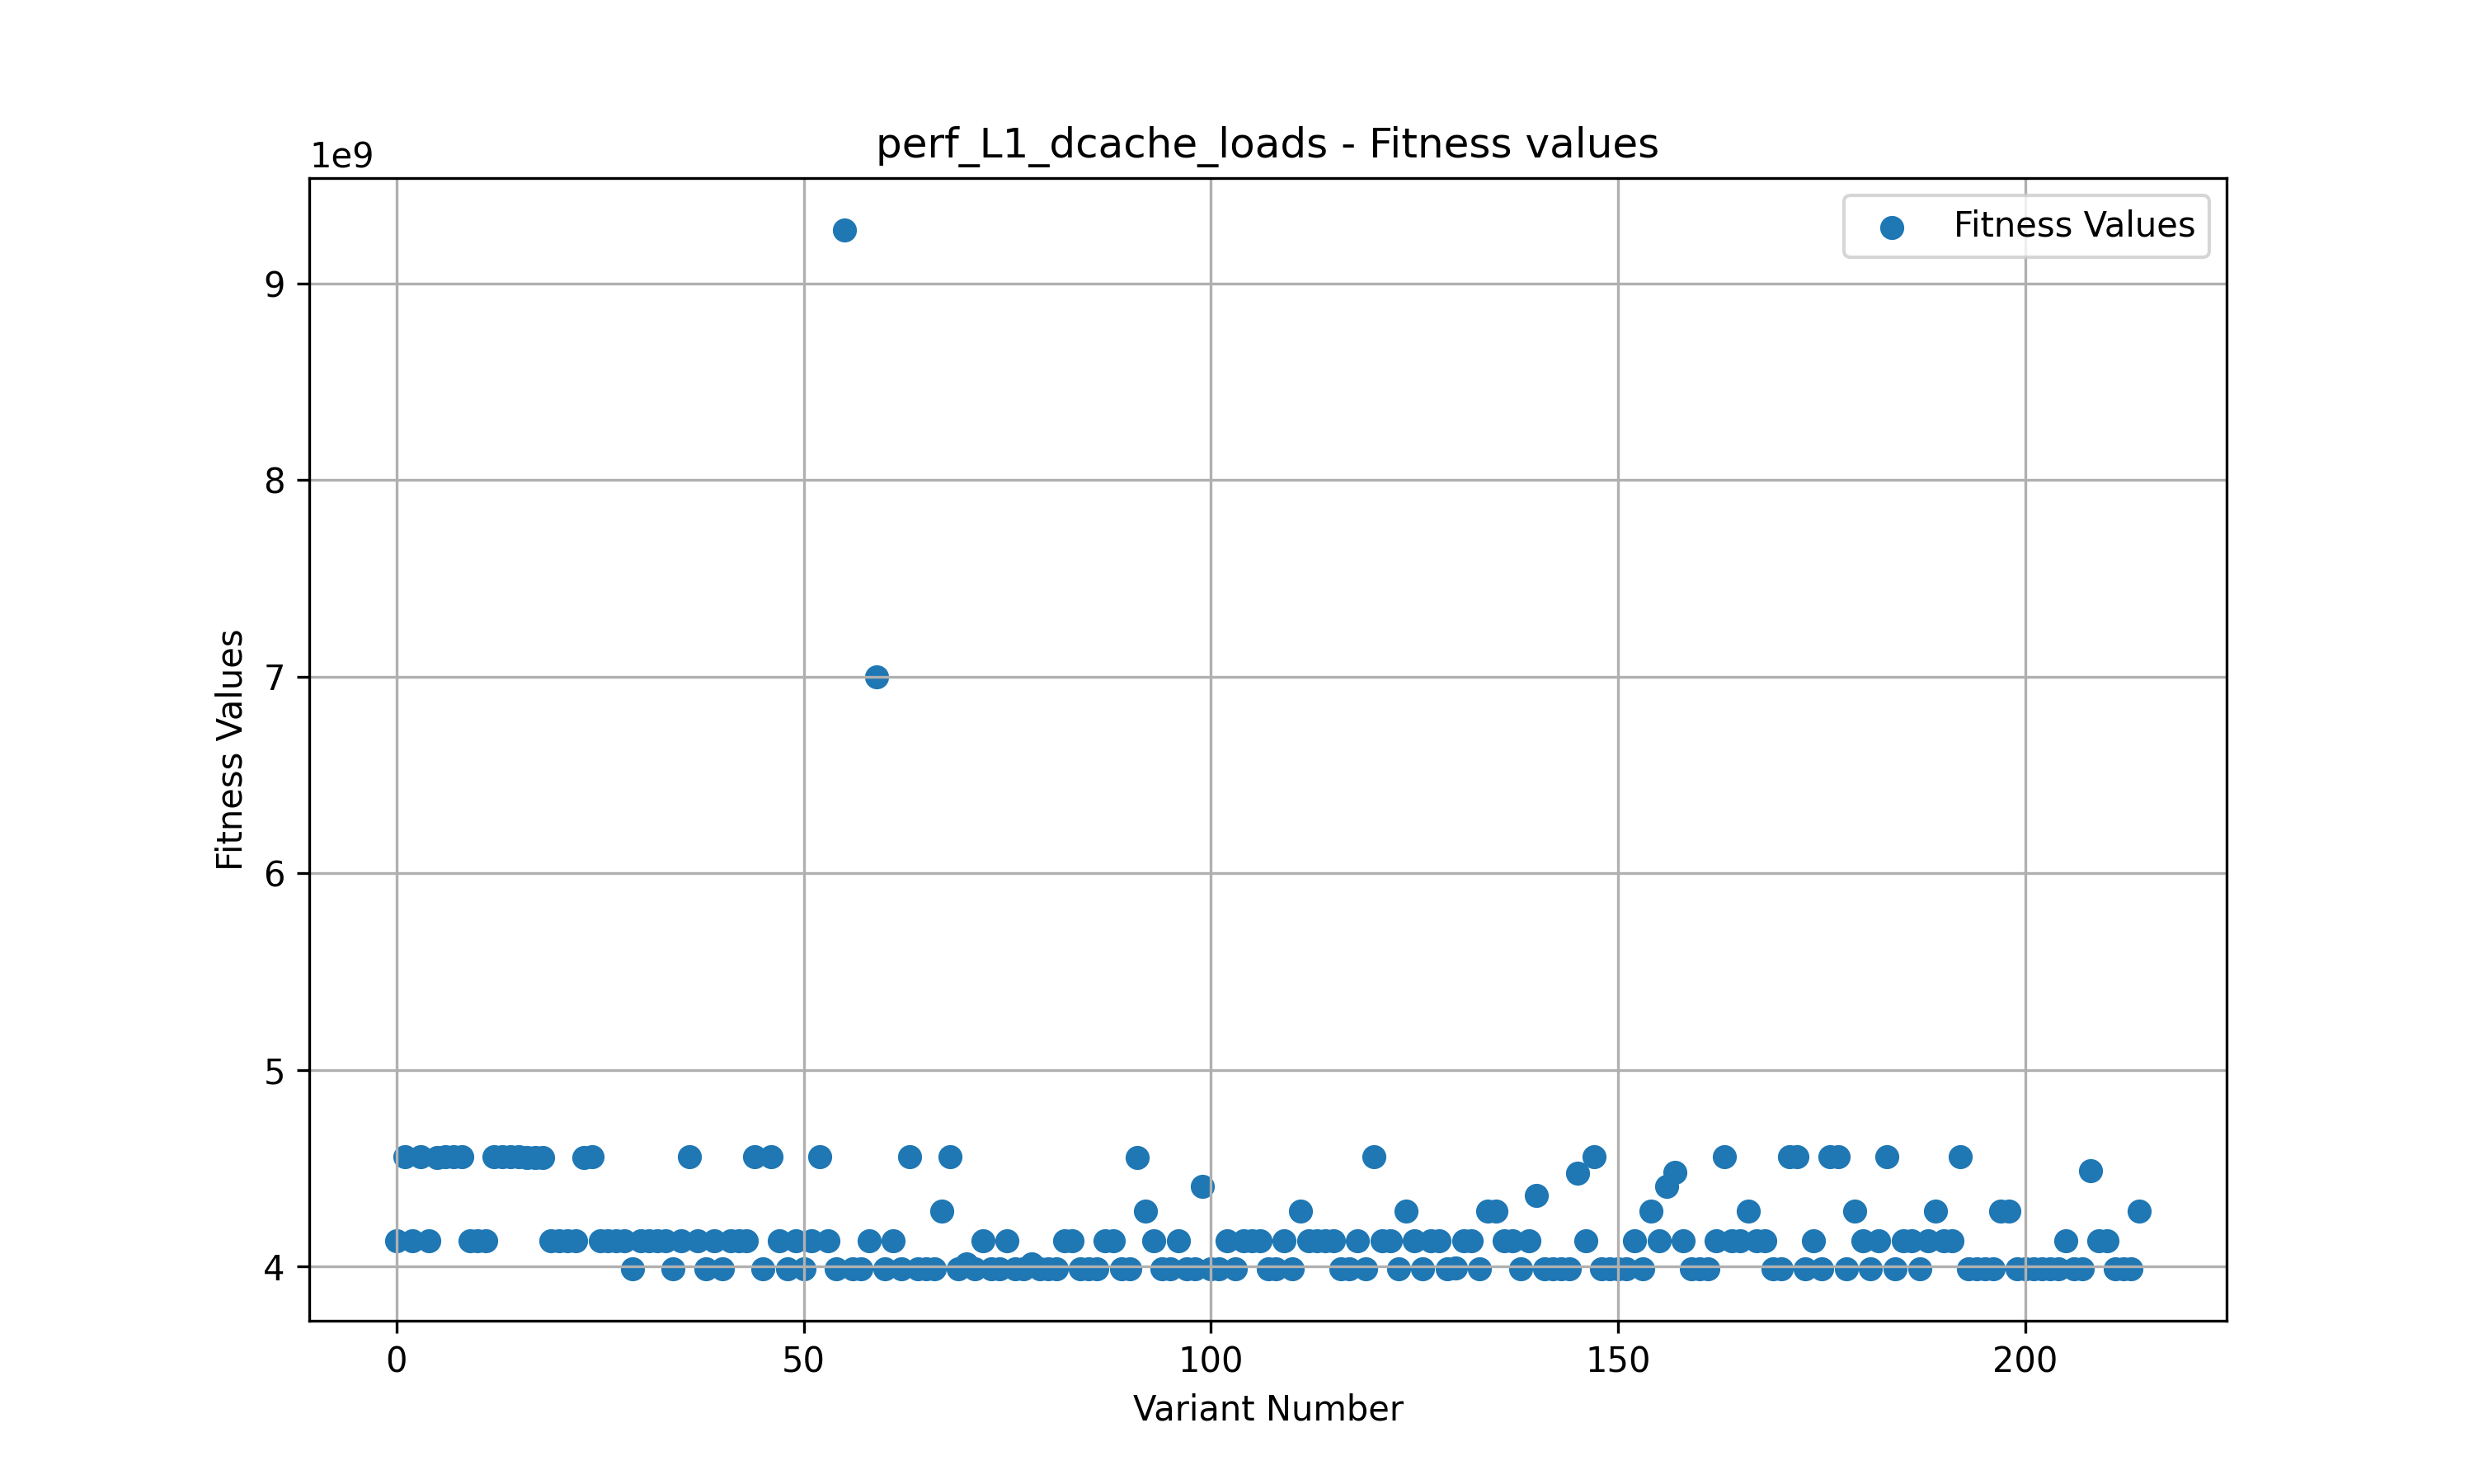 perf_L1_dcache_loads - Fitness values
1e9
Fitness Values
9
8
7
6
5
4
Fitness Values
0 50 100 150 200
Variant Number